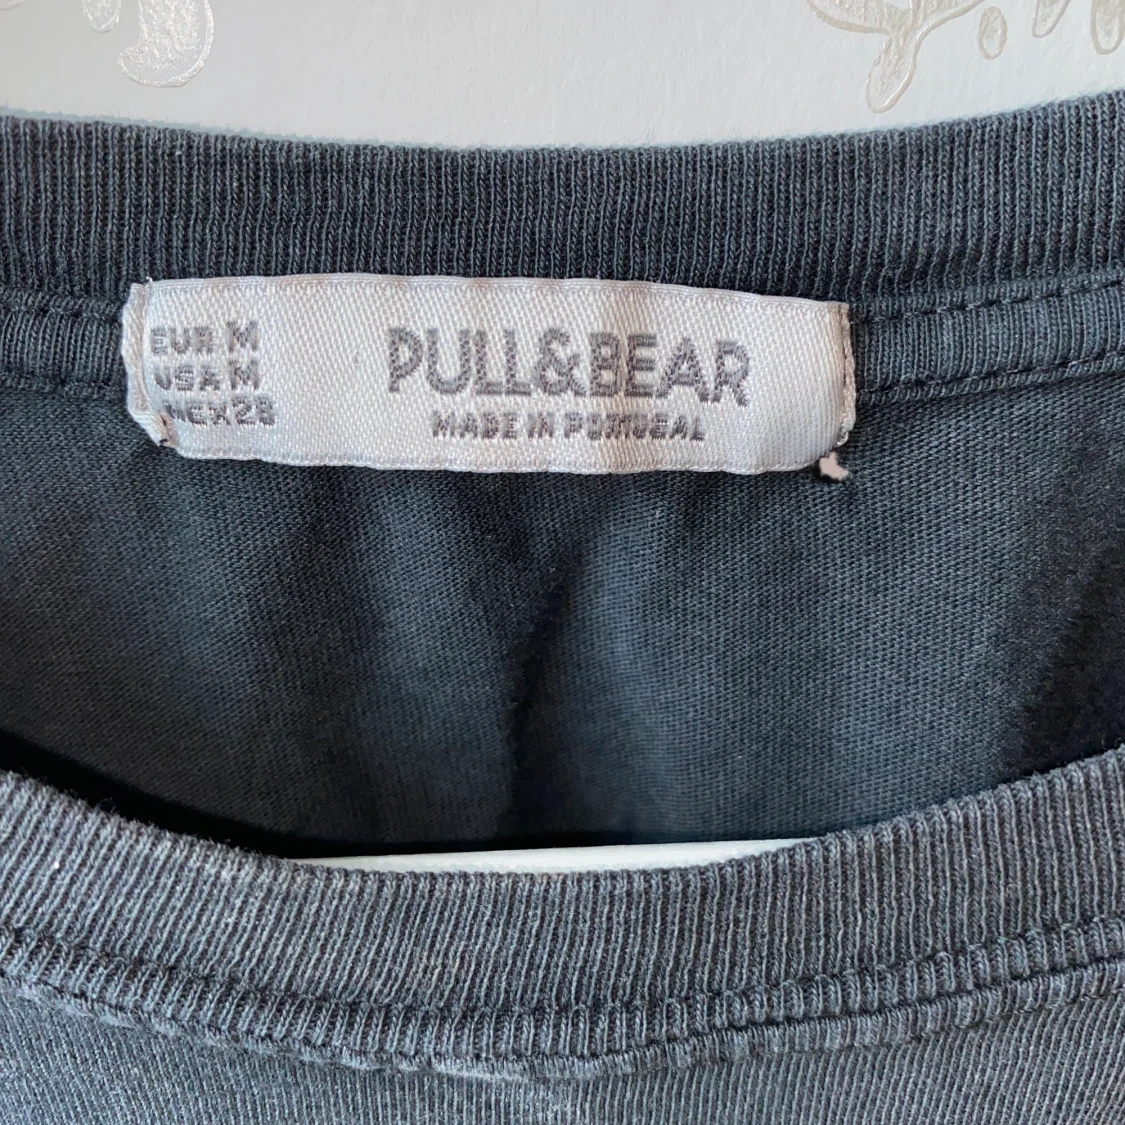 EUR M
USA M
MEX 28
PULL&BEAR
MADE IN PORTUGAL